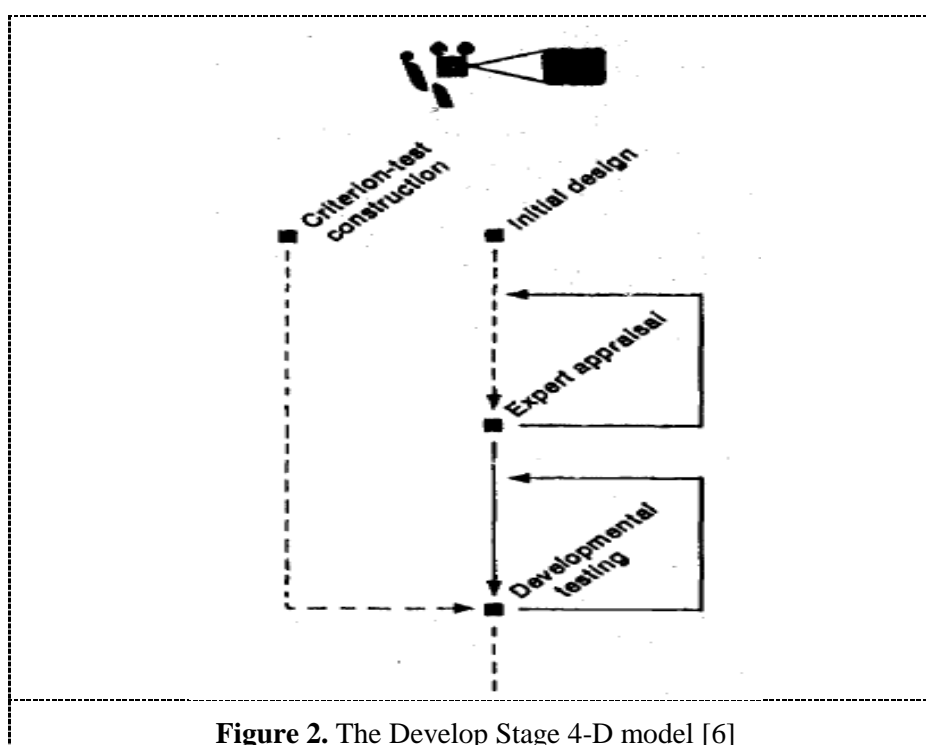 Criterion-test
construction
Initial design
Expert appraisal
Developmental
testing
Figure 2. The Develop Stage 4-D model [6]